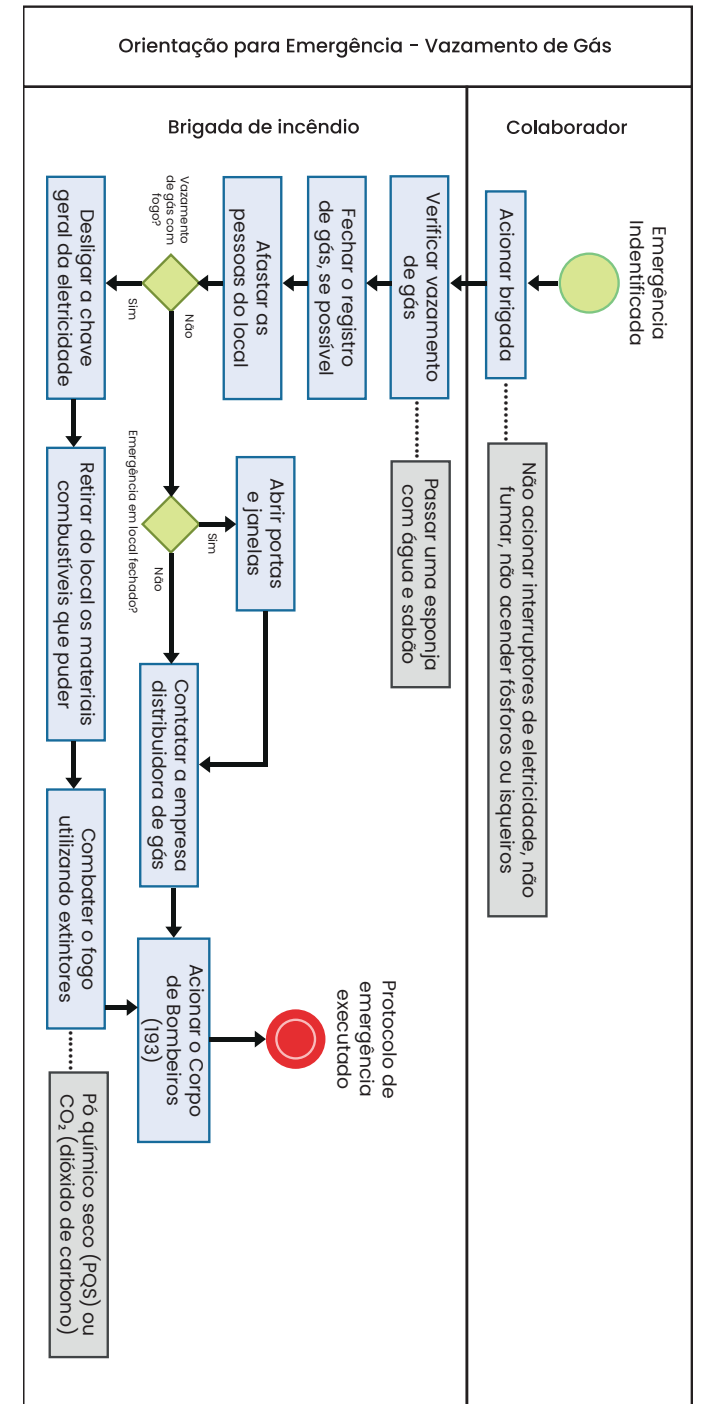 Orientação para Emergência - Vazamento de Gás
Colaborador
Emergência
Indentificada
Acionar brigada
Não acionar interruptores de eletricidade, não
fumar, não acender fósforos ou isqueiros
Brigada de incêndio
Verificar vazamento
de gás
Passar uma esponja
com água e sabão
Fechar o registro
de gás, se possível
Afastar as
pessoas do local
Vazamento
de gás com
fogo?
Não
Sim
Emergência em local fechado?
Sim
Não
Abrir portas
e janelas
Contatar a empresa
distribuidora de gás
Desligar a chave
geral da eletricidade
Retirar do local os materiais
combustíveis que puder
Combater o fogo
utilizando extintores
Pó químico seco (PQS) ou
CO₂ (dióxido de carbono)
Acionar o Corpo
de Bombeiros
(193)
Protocolo de
emergência
executado